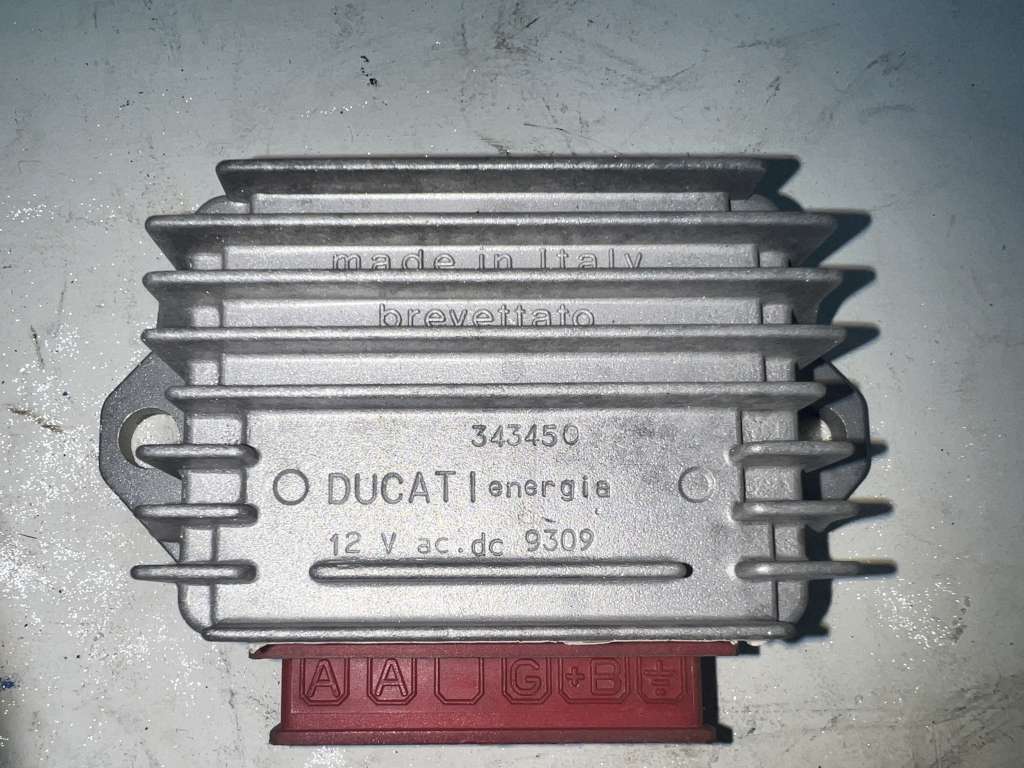 made in Italy
brevettato
343450
DUCATI energia
12 V ac.dc 9309
A A G +B ⏚